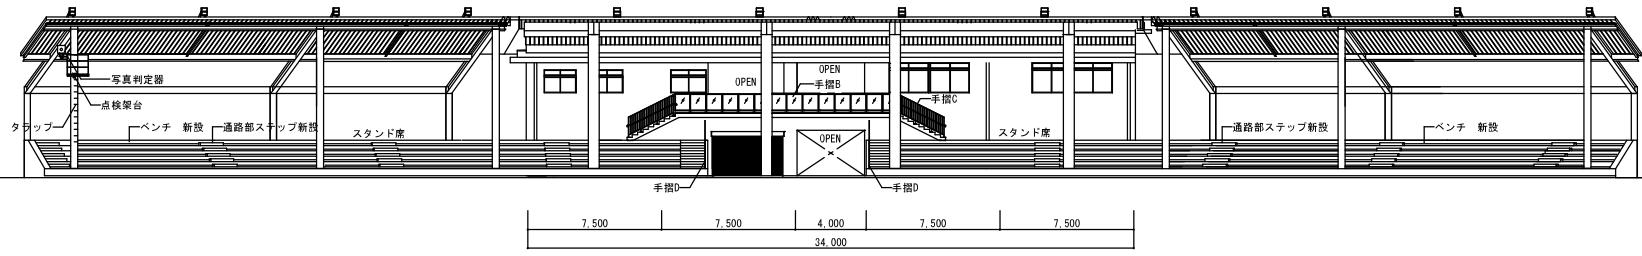 OPEN
OPEN
写真判定器
手摺B
手摺C
点検架台
タラップ
ベンチ 新設
通路部ステップ新設
スタンド席
OPEN
スタンド席
通路部ステップ新設
ベンチ 新設
手摺D
手摺D
7,500
7,500
4,000
7,500
7,500
34,000